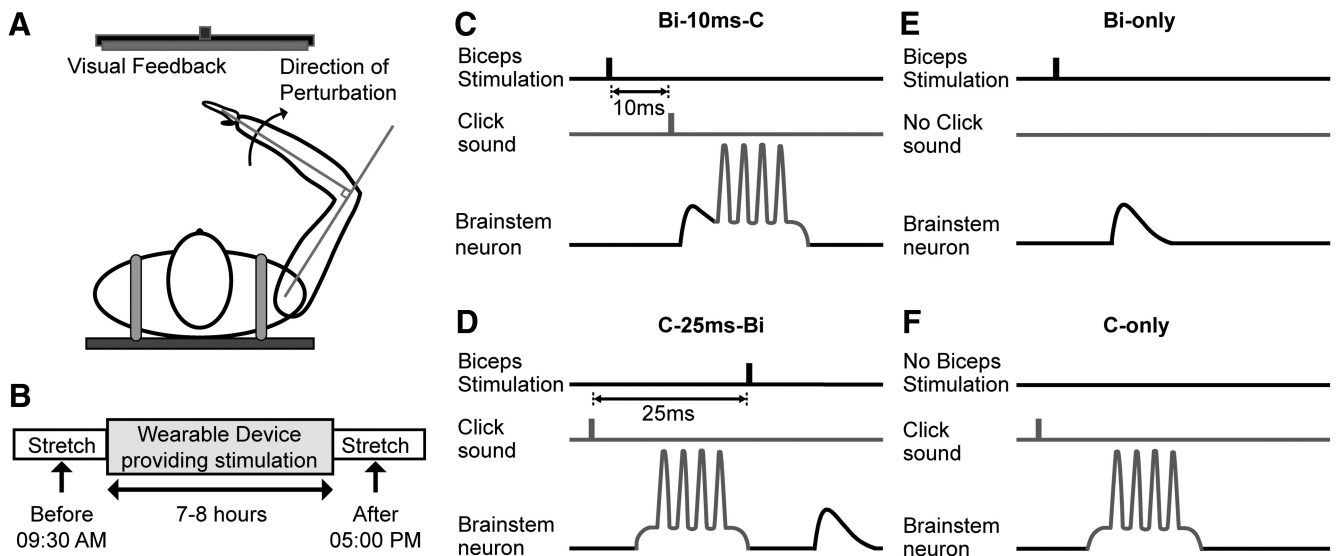 A
Visual Feedback
Direction of
Perturbation
B
Stretch
Wearable Device
providing stimulation
Stretch
Before
09:30 AM
7-8 hours
After
05:00 PM
C
Bi-10ms-C
Biceps
Stimulation
10ms
Click
sound
Brainstem
neuron
D
C-25ms-Bi
Biceps
Stimulation
25ms
Click
sound
Brainstem
neuron
E
Bi-only
Biceps
Stimulation
No Click
sound
Brainstem
neuron
F
C-only
No Biceps
Stimulation
Click
sound
Brainstem
neuron